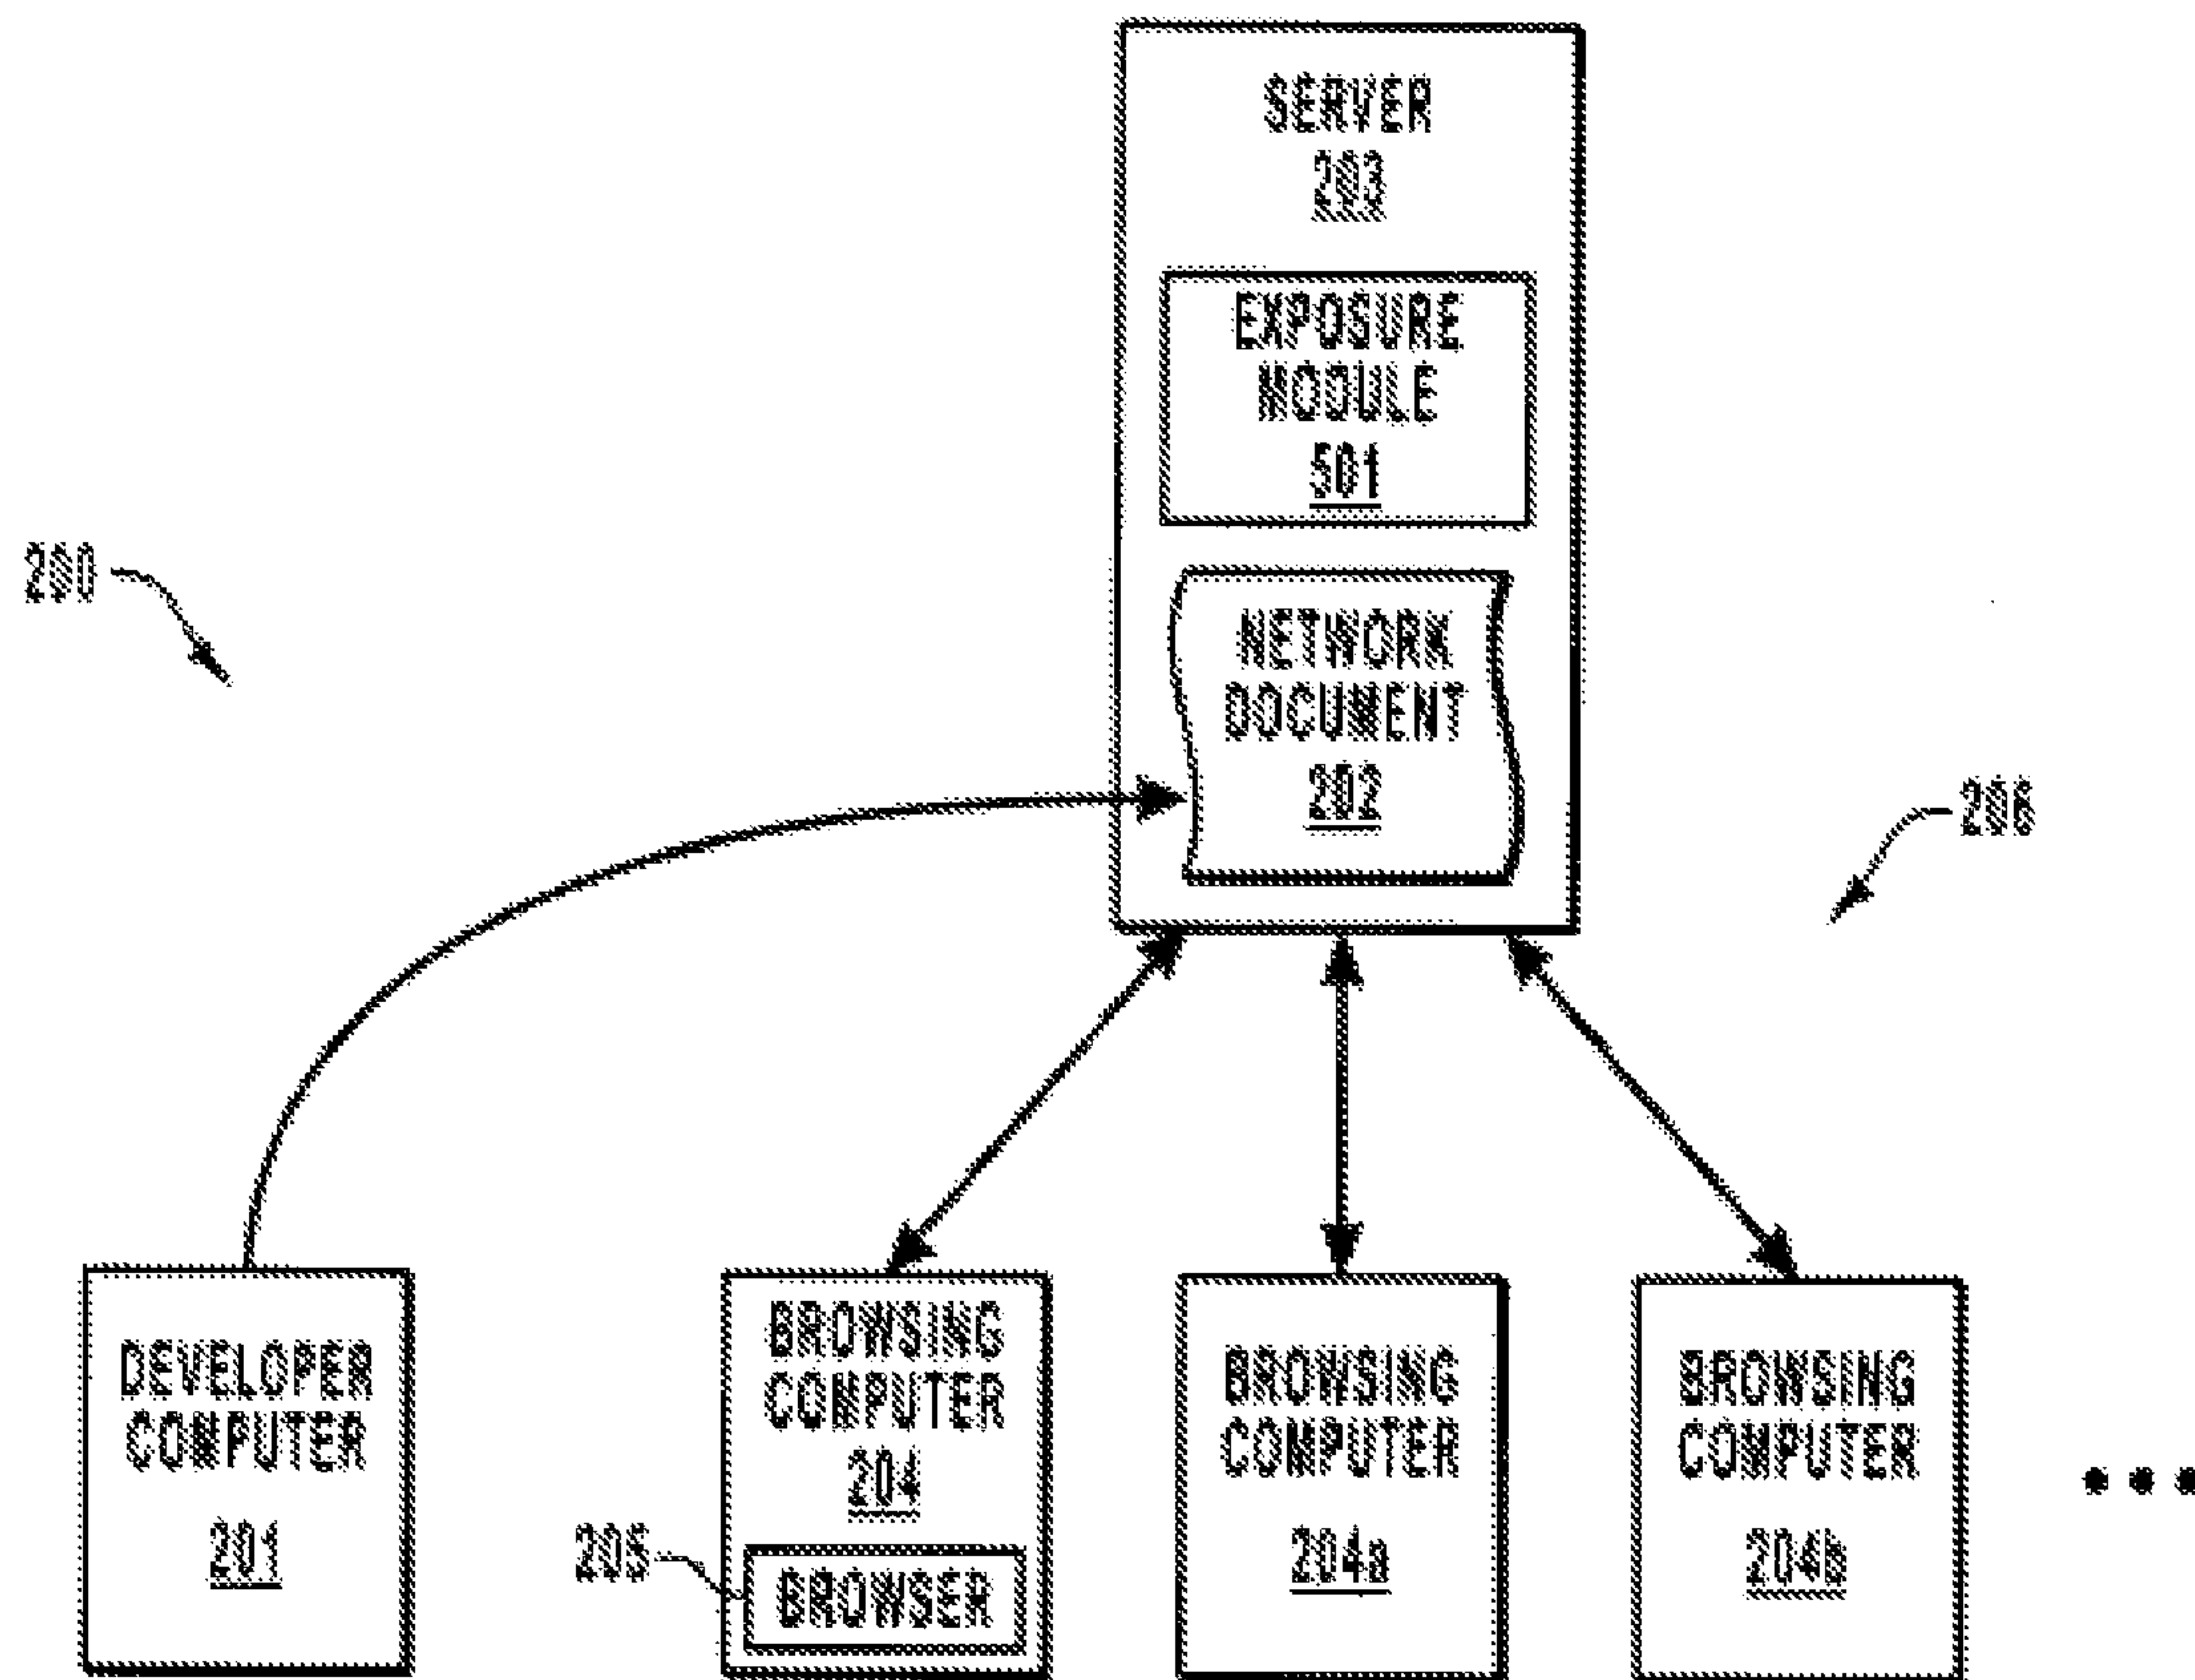 SERVER
203
EXPOSURE
MODULE
501
200
NETWORK
DOCUMENT
202
206
DEVELOPER
COMPUTER
201
BROWSING
COMPUTER
204
205
BROWSER
BROWSING
COMPUTER
204a
BROWSING
COMPUTER
204b